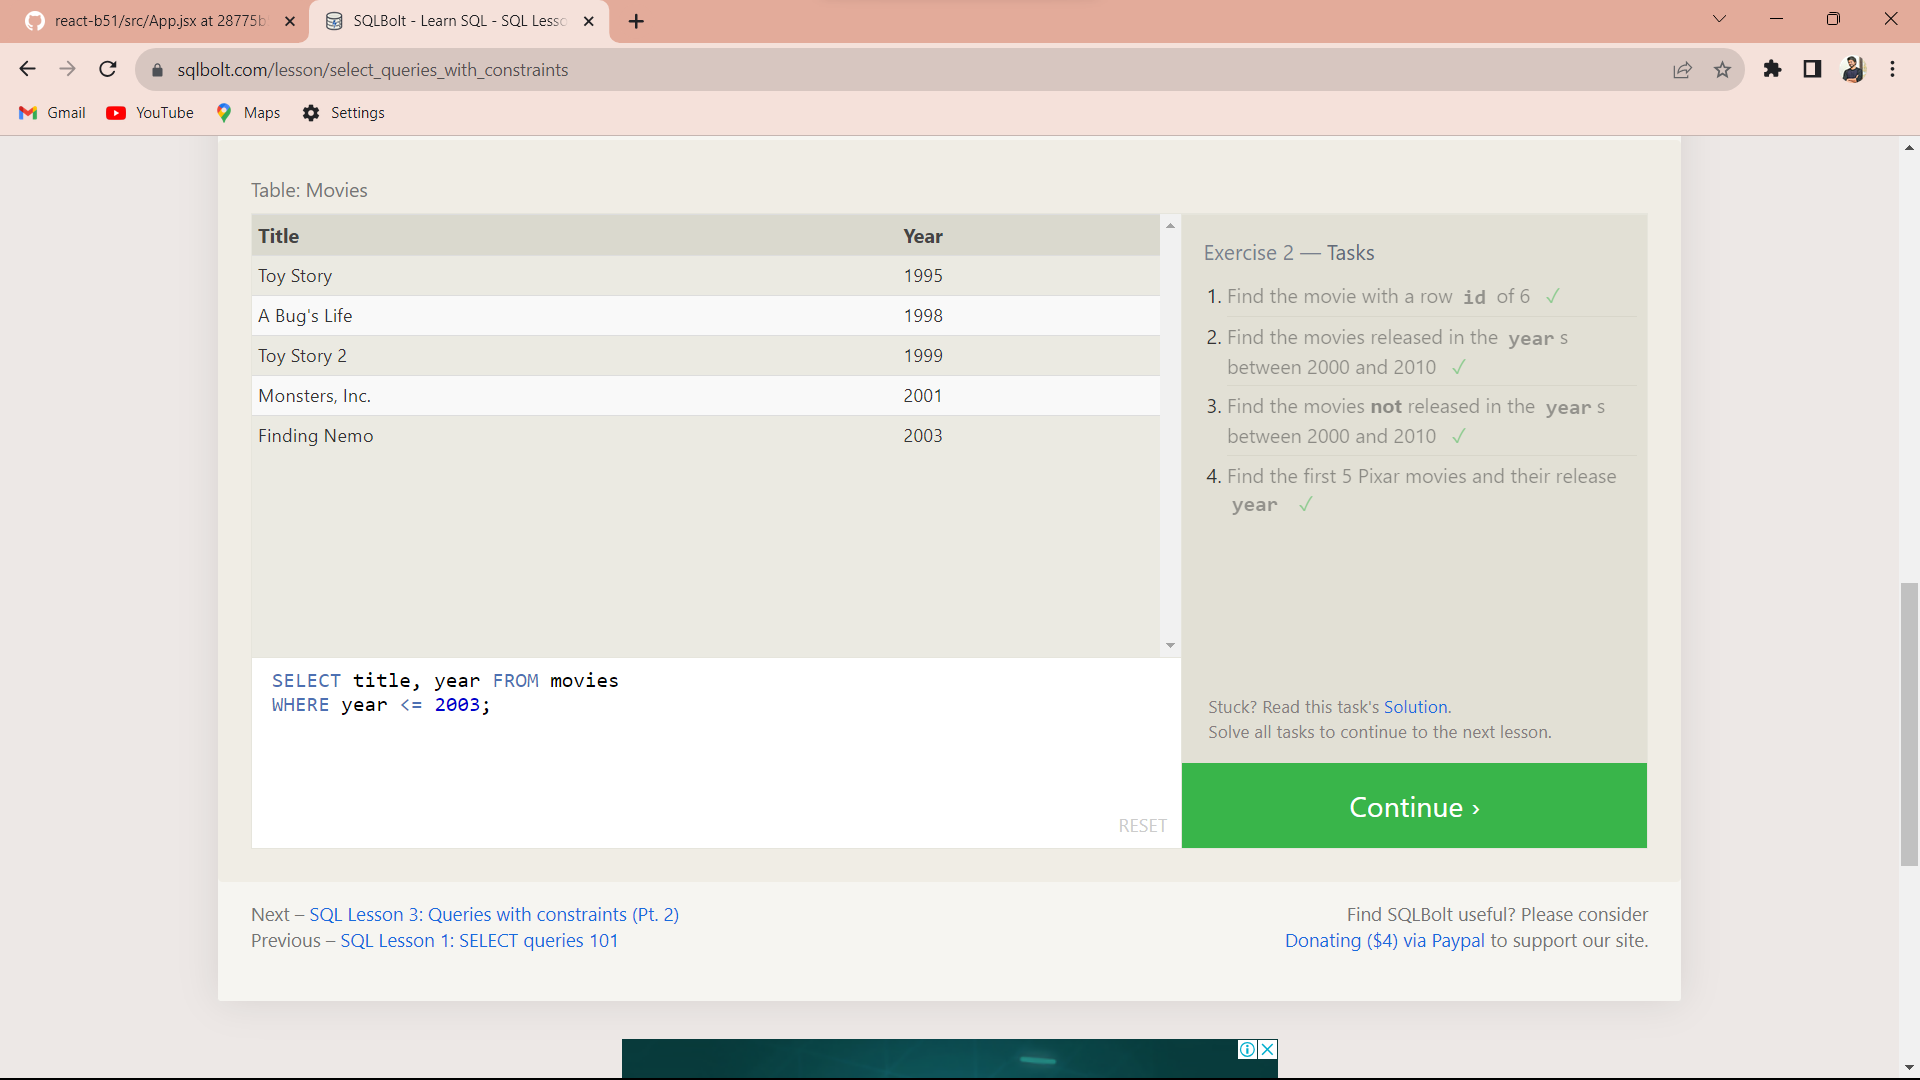 react-b51/src/App.jsx at 28775b
SQLBolt - Learn SQL - SQL Lesso
sqlbolt.com/lesson/select_queries_with_constraints
Gmail
YouTube
Maps
Settings
Table: Movies
Title Year
Toy Story 1995
A Bug's Life 1998
Toy Story 2 1999
Monsters, Inc. 2001
Finding Nemo 2003
SELECT title, year FROM movies
WHERE year <= 2003;
RESET
Exercise 2 — Tasks
1. Find the movie with a row id of 6 ✓
2. Find the movies released in the year s
between 2000 and 2010 ✓
3. Find the movies not released in the year s
between 2000 and 2010 ✓
4. Find the first 5 Pixar movies and their release
year ✓
Stuck? Read this task's Solution.
Solve all tasks to continue to the next lesson.
Continue ›
Next – SQL Lesson 3: Queries with constraints (Pt. 2)
Previous – SQL Lesson 1: SELECT queries 101
Find SQLBolt useful? Please consider
Donating ($4) via Paypal to support our site.